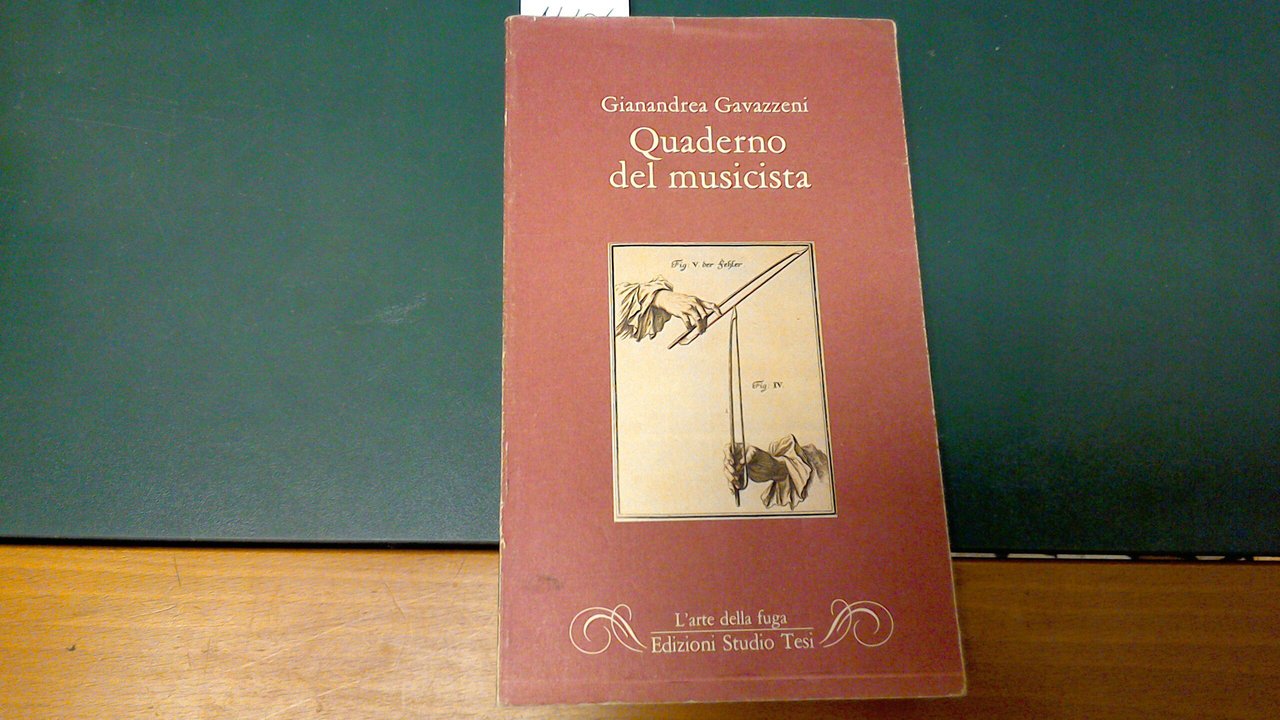 Gianandrea Gavazzeni
Quaderno
del musicista
Fig. V. der Fehler
Fig. IV
L'arte della fuga
Edizioni Studio Tesi